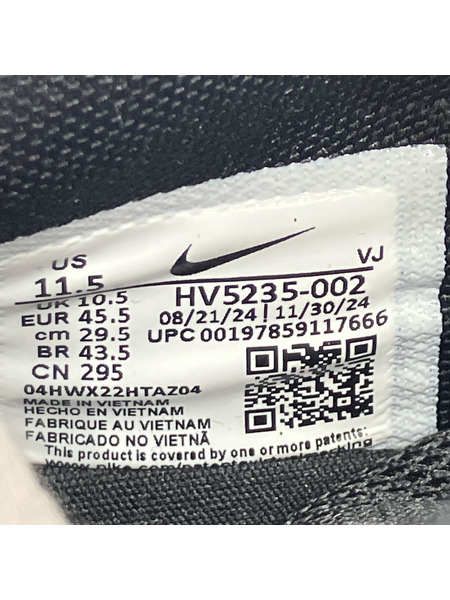 US
11.5
VJ
UK 10.5
HV5235-002
EUR 45.5
08/21/24 | 11/30/24
cm 29.5
UPC 00197859117666
BR 43.5
CN 295
04HWX22HTAZ04
MADE IN VIETNAM
HECHO EN VIETNAM
FABRIQUE AU VIETNAM
FABRICADO NO VIETNÃ
This product is covered by one or more patents: